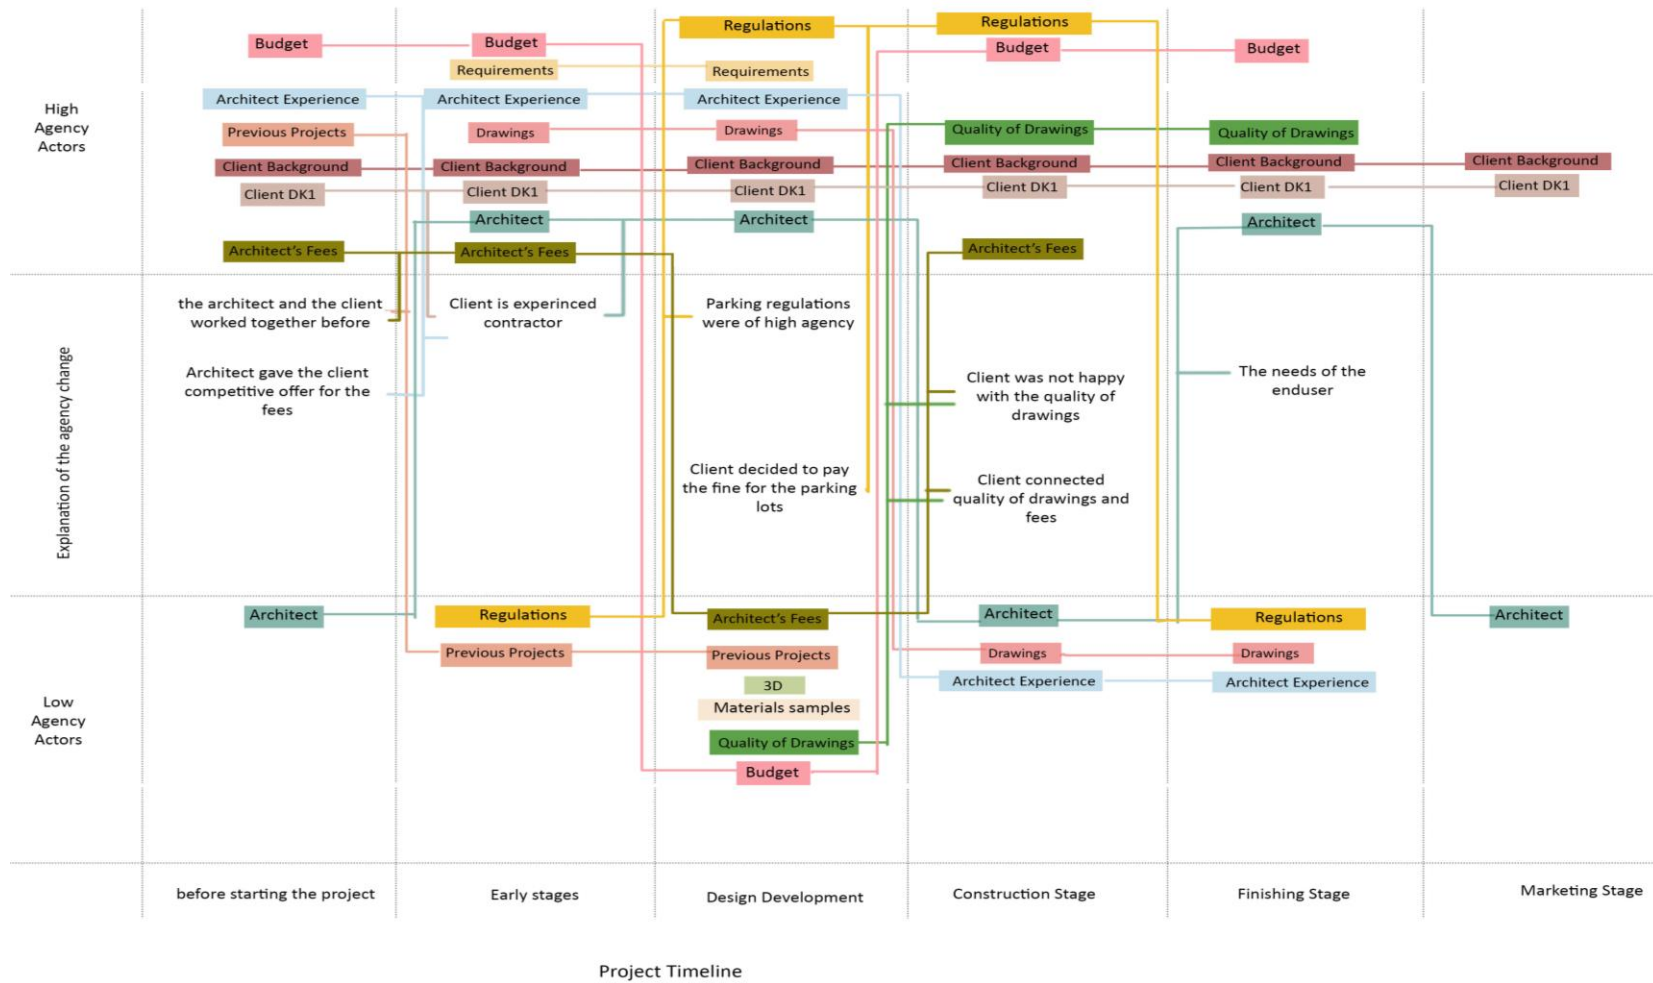 Regulations
Regulations
Budget
Budget
Budget
Budget
Requirements
Requirements
High
Agency
Actors
Architect Experience
Architect Experience
Architect Experience
Previous Projects
Drawings
Drawings
Quality of Drawings
Quality of Drawings
Client Background
Client Background
Client Background
Client Background
Client Background
Client Background
Client DK1
Client DK1
Client DK1
Client DK1
Client DK1
Client DK1
Architect
Architect
Architect
Architect's Fees
Architect's Fees
Architect's Fees
Explanation of the agency change
the architect and the client
worked together before
Architect gave the client
competitive offer for the
fees
Client is experinced
contractor
Parking regulations
were of high agency
Client decided to pay
the fine for the parking
lots
Client was not happy
with the quality of
drawings
Client connected
quality of drawings and
fees
The needs of the
enduser
Architect
Regulations
Architect's Fees
Architect
Regulations
Architect
Previous Projects
Previous Projects
Drawings
Drawings
3D
Architect Experience
Architect Experience
Low
Agency
Actors
Materials samples
Quality of Drawings
Budget
before starting the project
Early stages
Design Development
Construction Stage
Finishing Stage
Marketing Stage
Project Timeline